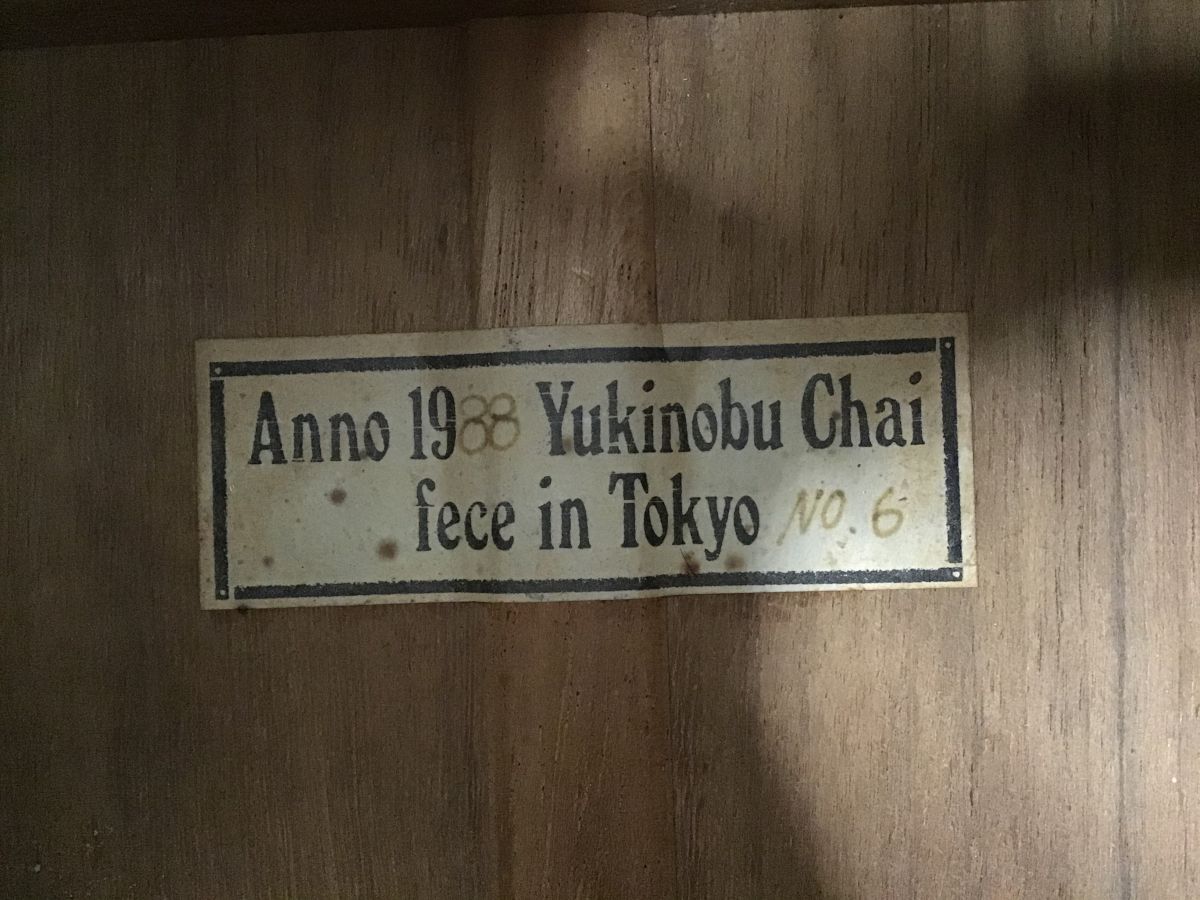 Anno 1988 Yukinobu Chai
fece in Tokyo NO. 6